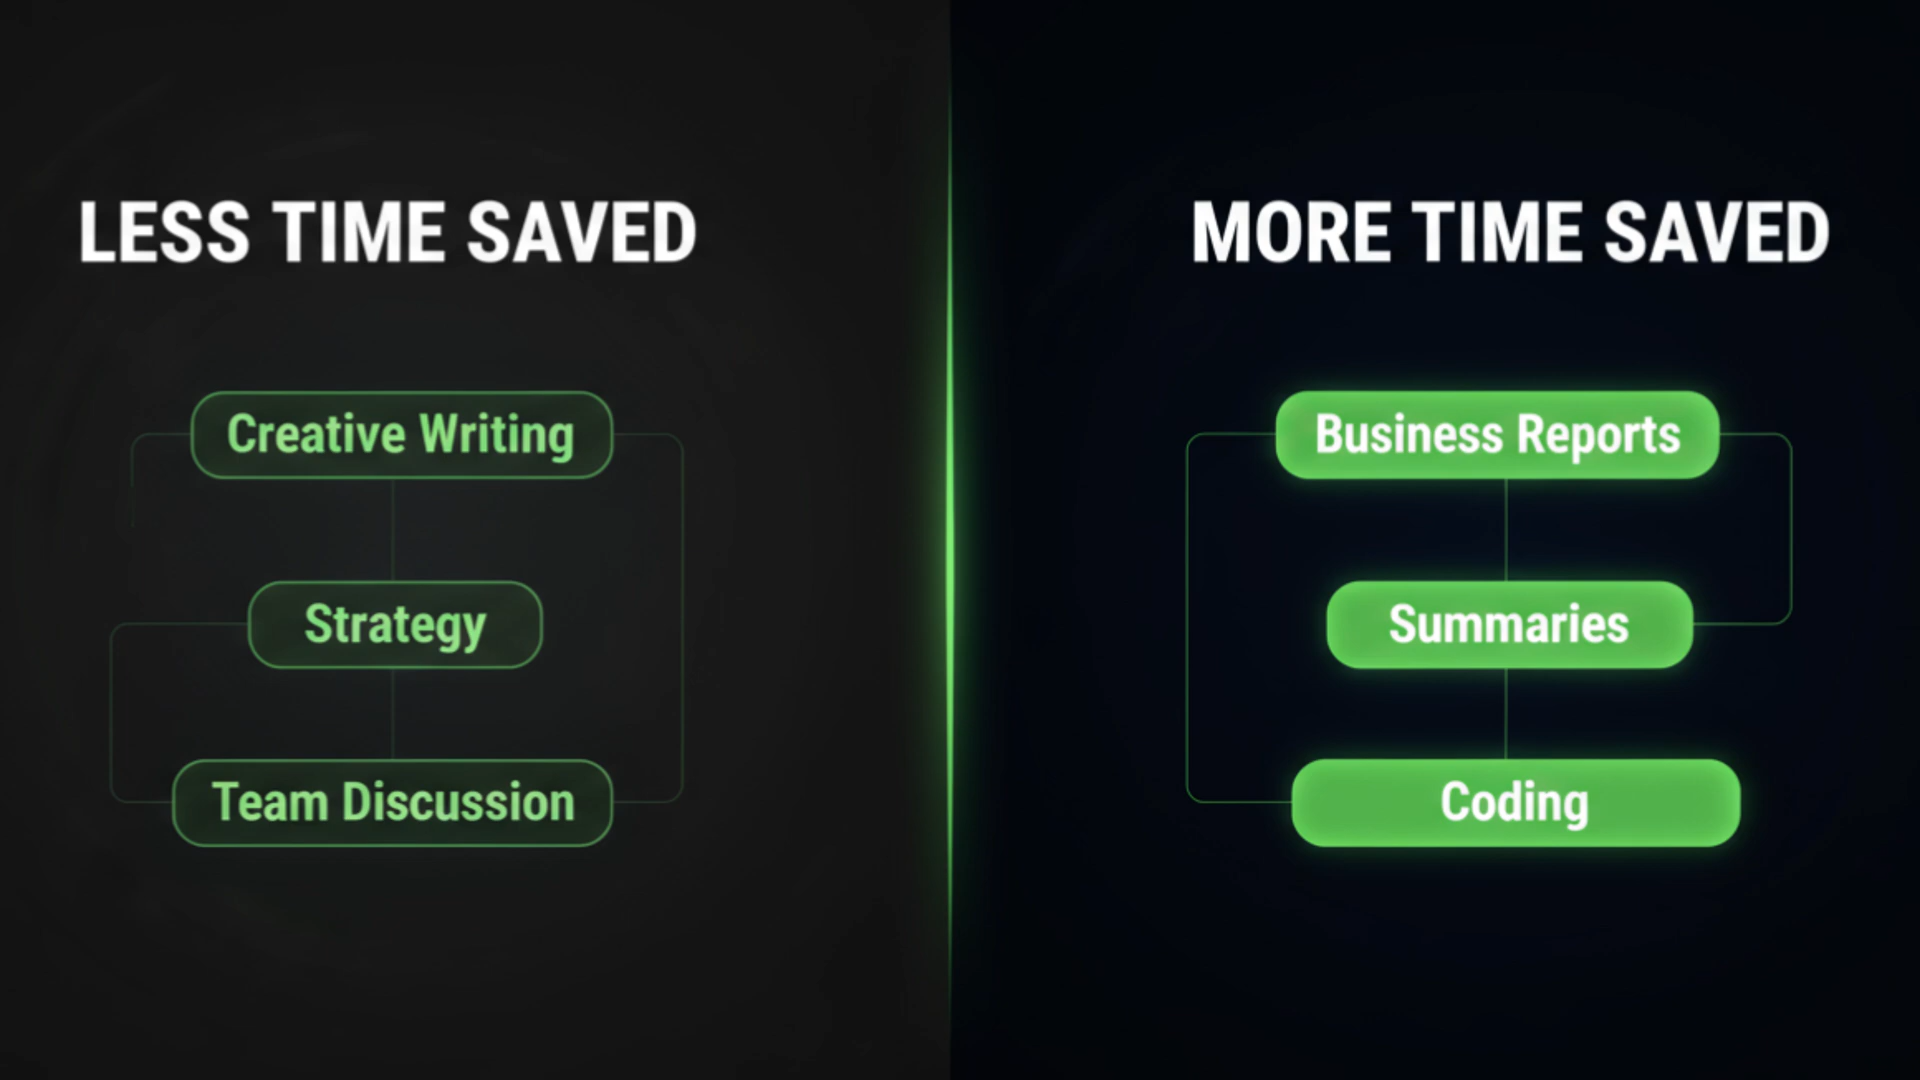 LESS TIME SAVED
Creative Writing
Strategy
Team Discussion
MORE TIME SAVED
Business Reports
Summaries
Coding